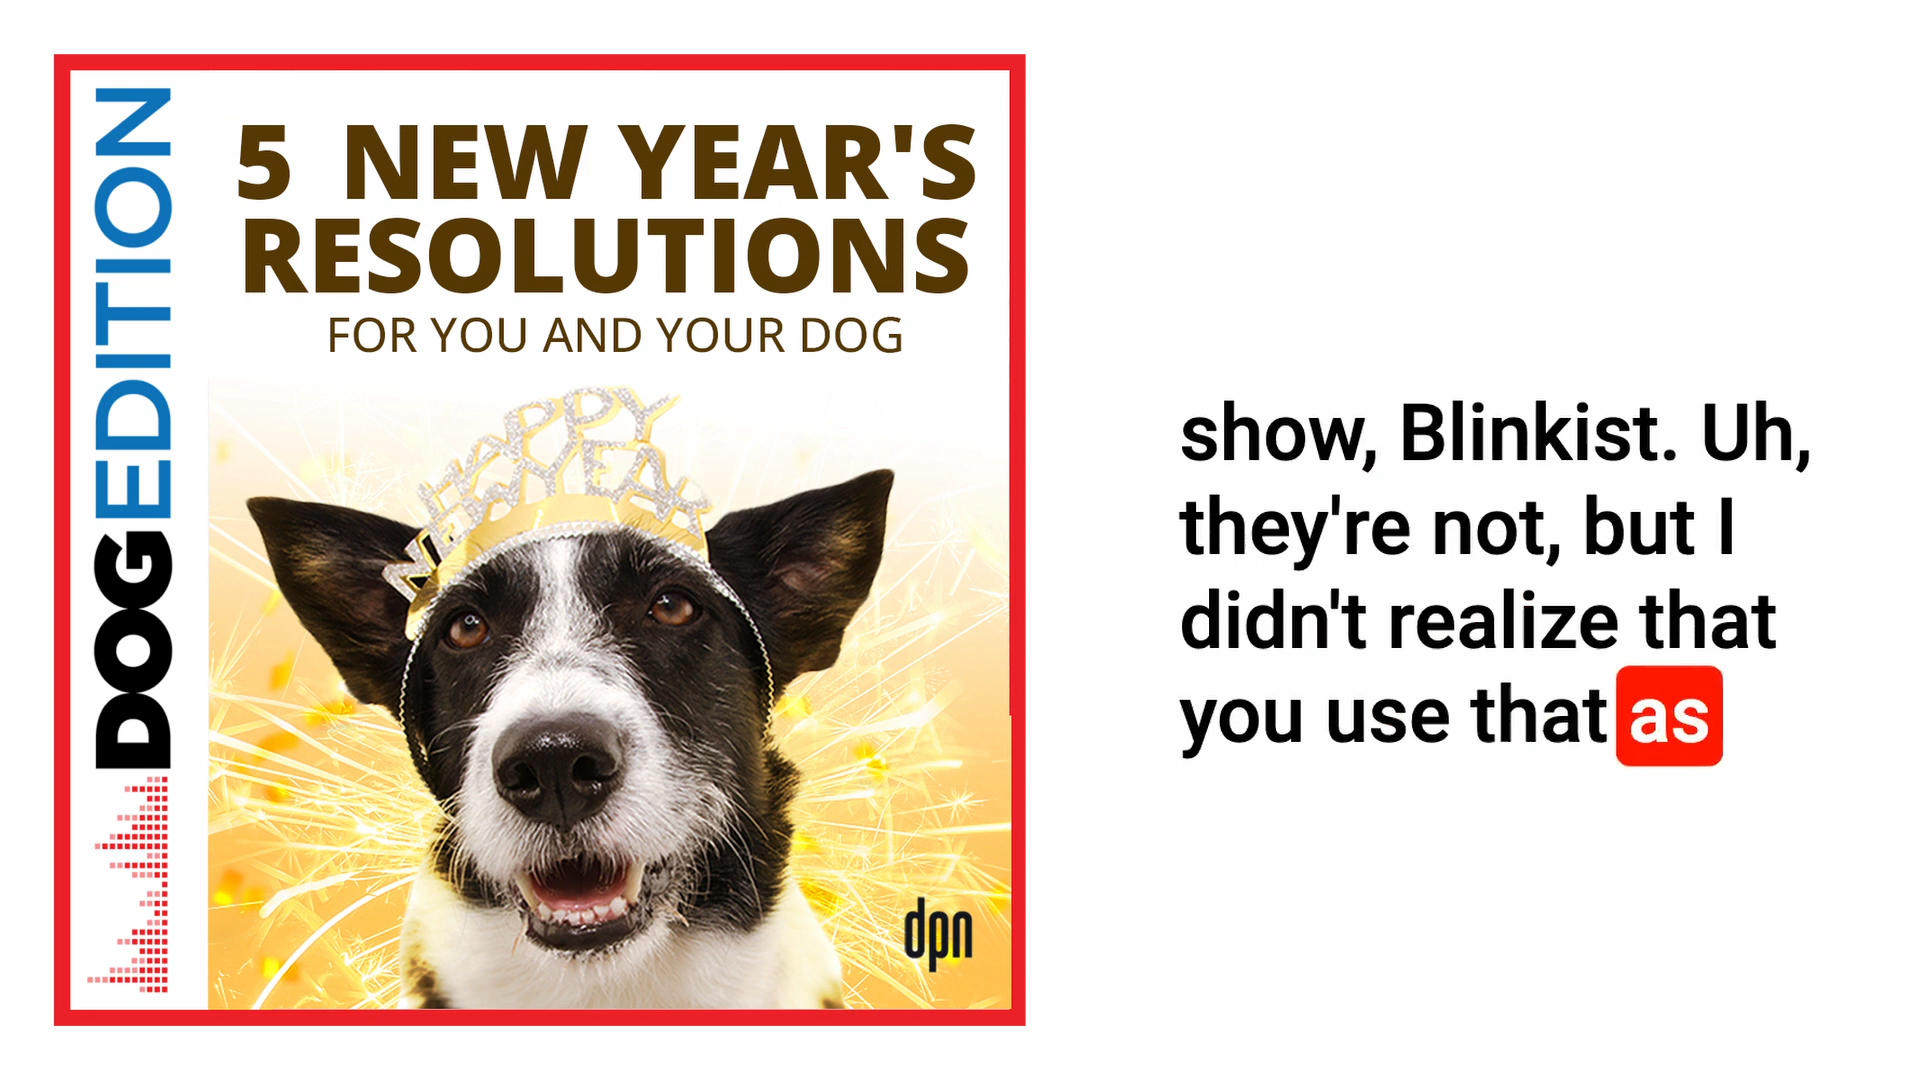 DOGEDITION
5 NEW YEAR'S
RESOLUTIONS
FOR YOU AND YOUR DOG
HAPPY
NEW YEAR
dpn
show, Blinkist. Uh,
they're not, but I
didn't realize that
you use that as